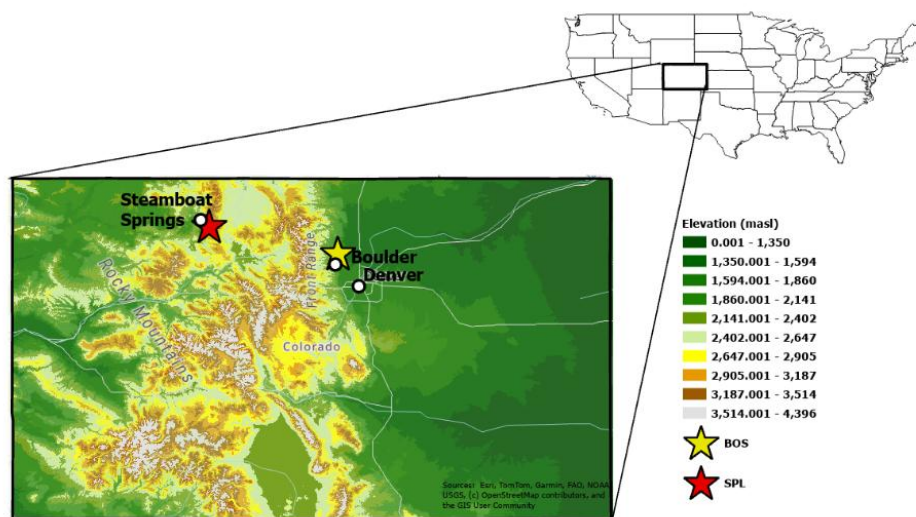 Steamboat
Springs
Boulder
Denver
Front Range
Rocky Mountains
Colorado
Sources: Esri, TomTom, Garmin, FAO, NOAA,
USGS, (c) OpenStreetMap contributors, and
the GIS User Community
Elevation (masl)
0.001 - 1,350
1,350.001 - 1,594
1,594.001 - 1,860
1,860.001 - 2,141
2,141.001 - 2,402
2,402.001 - 2,647
2,647.001 - 2,905
2,905.001 - 3,187
3,187.001 - 3,514
3,514.001 - 4,396
BOS
SPL